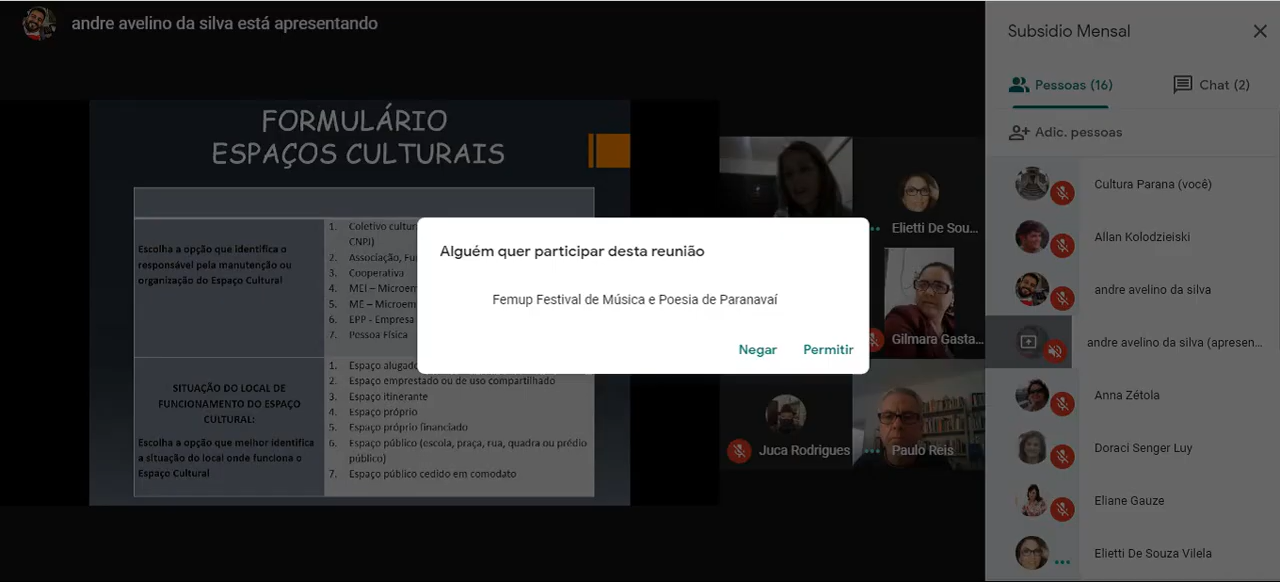 andre avelino da silva está apresentando
FORMULÁRIO
ESPAÇOS CULTURAIS
Escolha a opção que identifica o
responsável pela manutenção ou
organização do Espaço Cultural
1. Coletivo
CNPJ)
2. Associação,
3. Cooperativa
4. MEI –
5. ME –
6. EPP - Empresa
7. Pessoa Física
SITUAÇÃO DO LOCAL DE
FUNCIONAMENTO DO ESPAÇO
CULTURAL:
Escolha a opção que melhor identifica
a situação do local onde funciona o
Espaço Cultural
1. Espaço alugado
2. Espaço emprestado ou de uso compartilhado
3. Espaço itinerante
4. Espaço próprio
5. Espaço próprio financiado
6. Espaço público (escola, praça, rua, quadra ou prédio
público)
7. Espaço público cedido em comodato
Alguém quer participar desta reunião
Femup Festival de Música e Poesia de Paranavaí
Negar Permitir
Elietti De Sou...
Gilmara Gasta...
Juca Rodrigues
Paulo Reis
Subsidio Mensal
Pessoas (16) Chat (2)
Adic. pessoas
Cultura Parana (você)
Allan Kolodzieiski
andre avelino da silva
andre avelino da silva (apresen...
Anna Zétola
Doraci Senger Luy
Eliane Gauze
Elietti De Souza Vilela